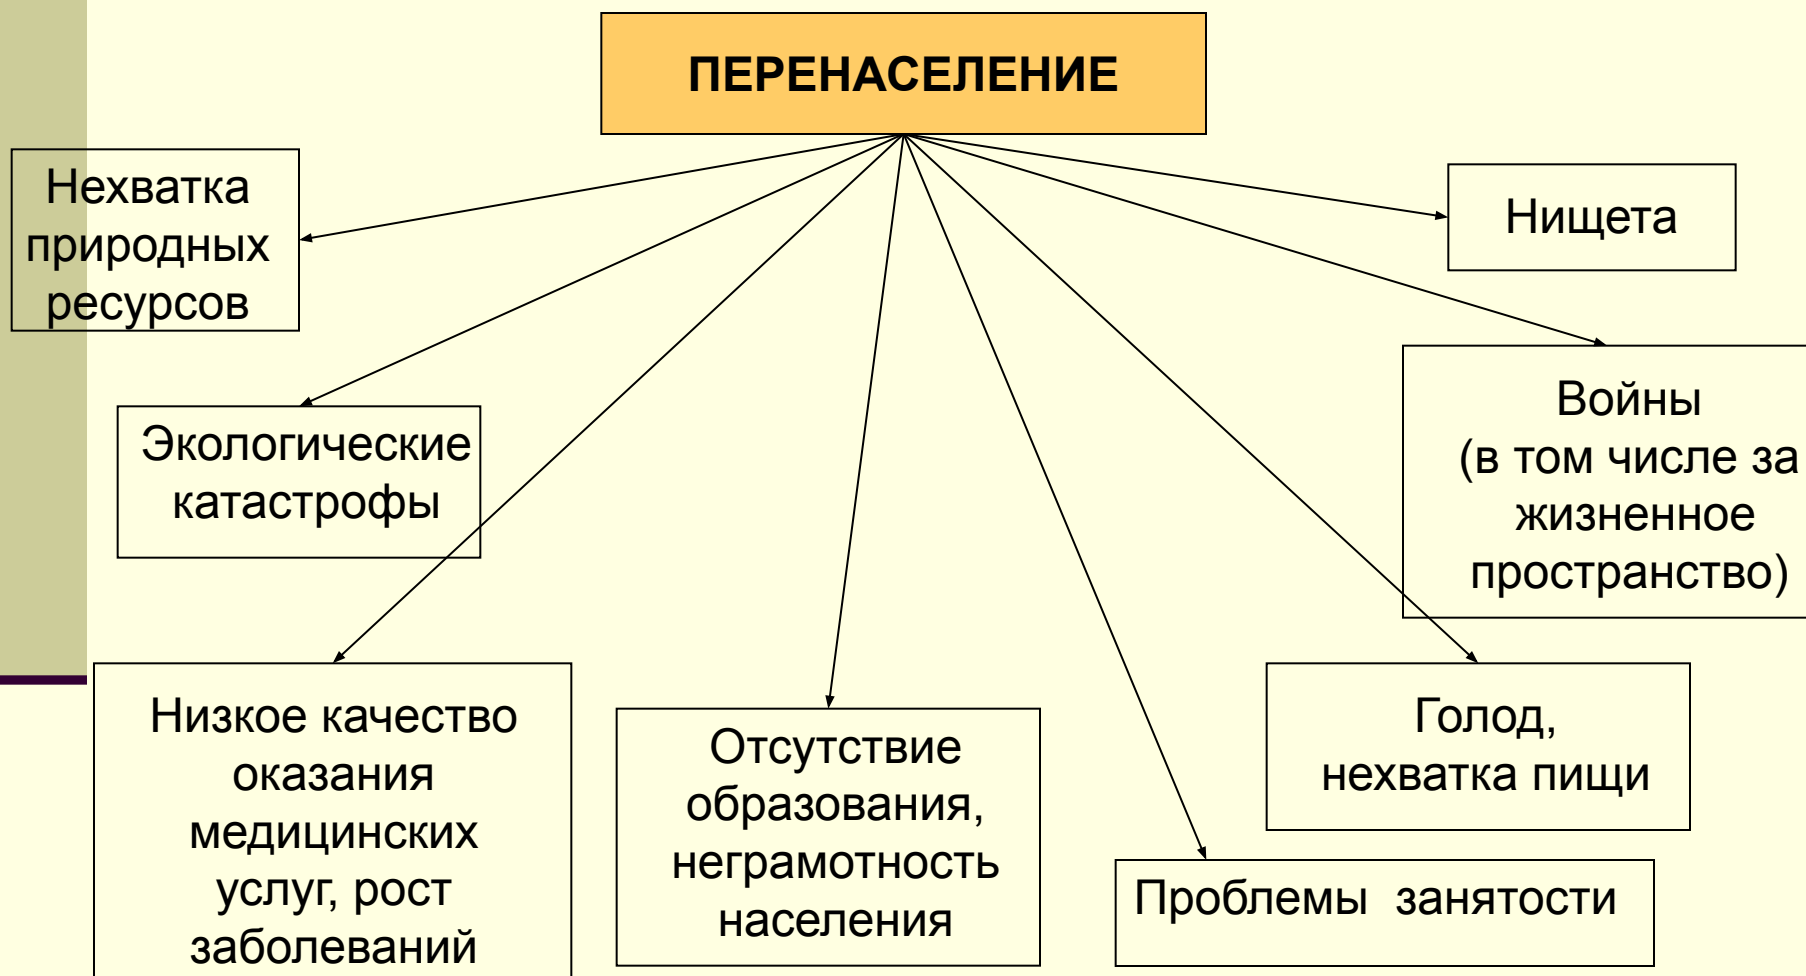 ПЕРЕНАСЕЛЕНИЕ
Нехватка
природных
ресурсов
Нищета
Экологические
катастрофы
Войны
(в том числе за
жизненное
пространство)
Низкое качество
оказания
медицинских
услуг, рост
заболеваний
Отсутствие
образования,
неграмотность
населения
Проблемы занятости
Голод,
нехватка пищи